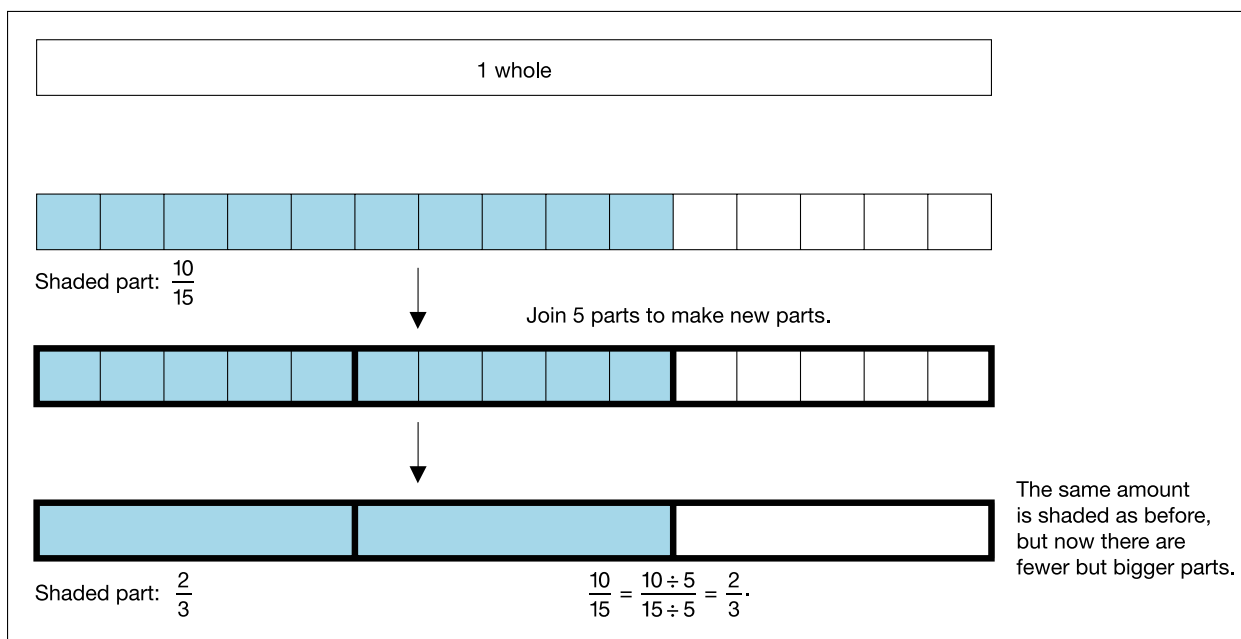 1 whole
Shaded part: 10/15
Join 5 parts to make new parts.
The same amount
is shaded as before,
but now there are
fewer but bigger parts.
Shaded part: 2/3
10/15 = 10 ÷ 5/15 ÷ 5 = 2/3.